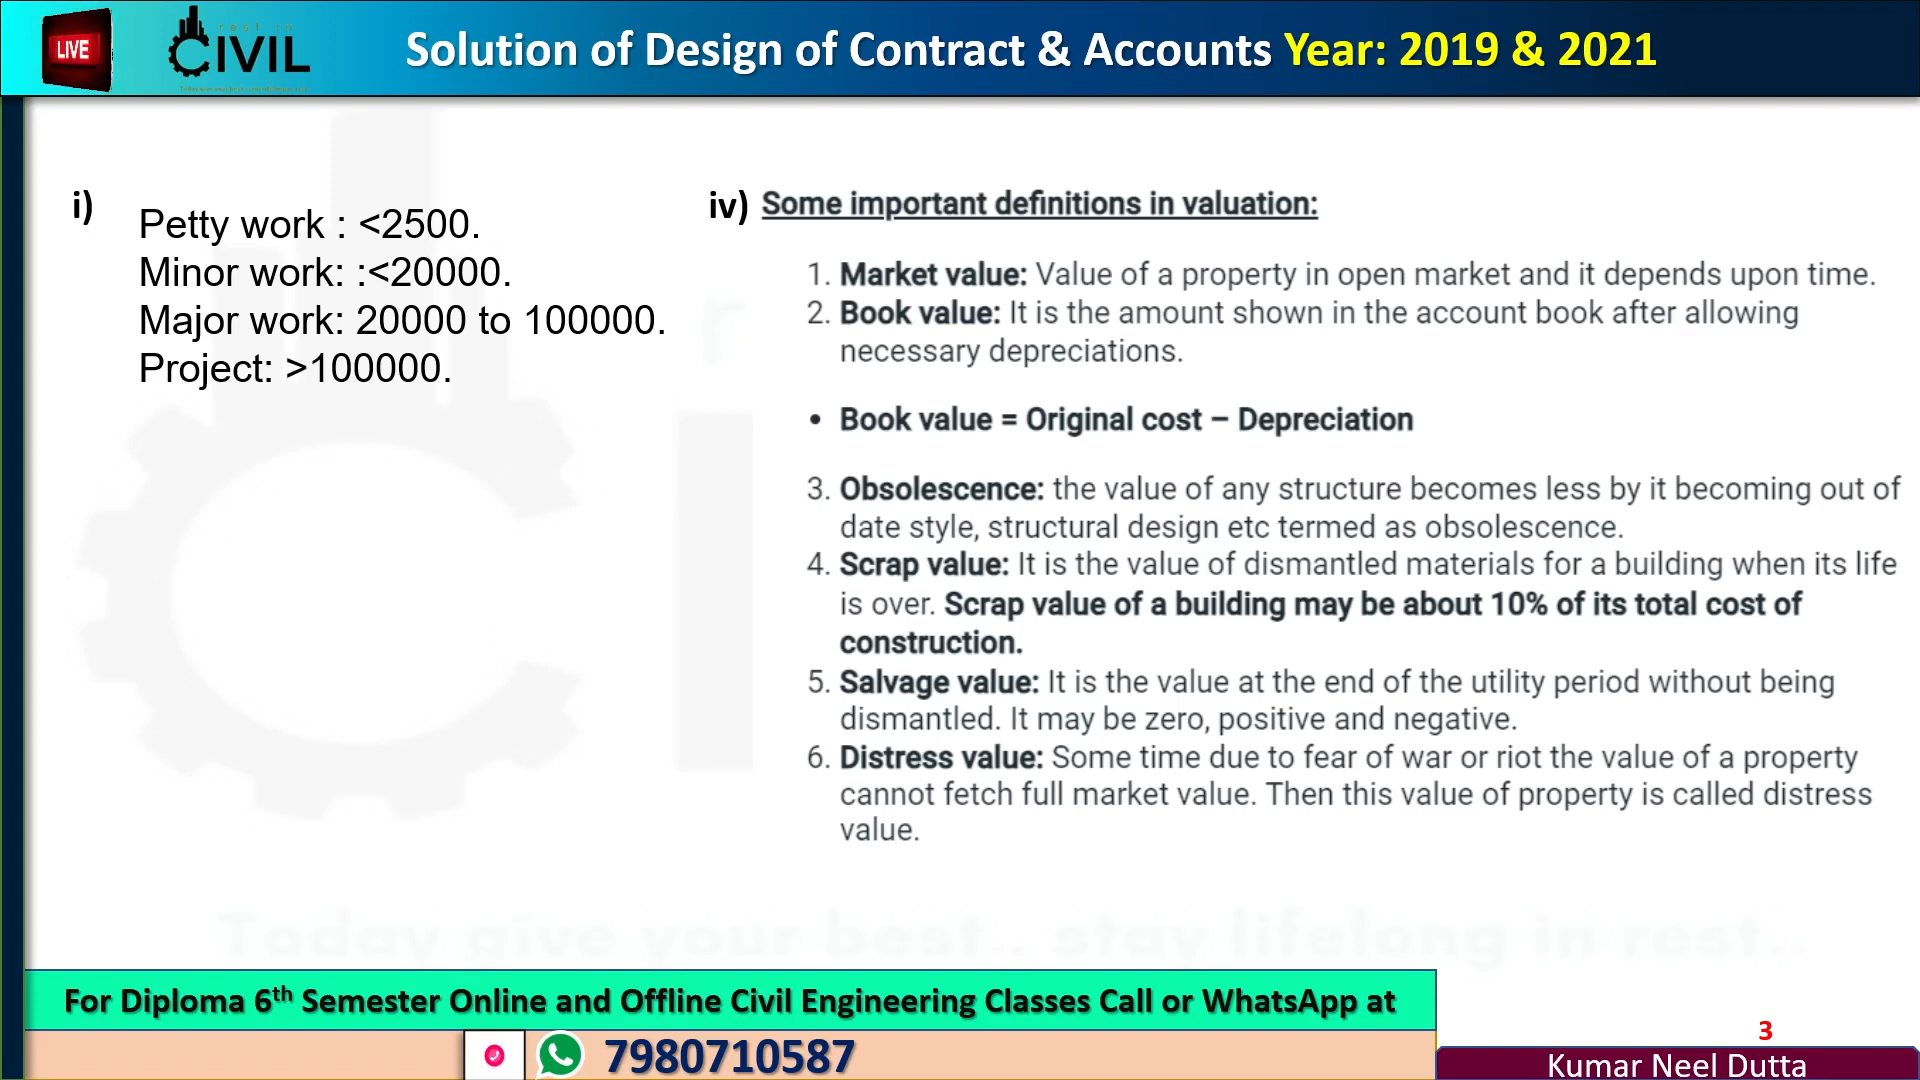 LIVE
rest in
CIVIL
Solution of Design of Contract & Accounts Year: 2019 & 2021
i)
Petty work : <2500.
Minor work: :<20000.
Major work: 20000 to 100000.
Project: >100000.
iv) Some important definitions in valuation:
1. Market value: Value of a property in open market and it depends upon time.
2. Book value: It is the amount shown in the account book after allowing
necessary depreciations.
• Book value = Original cost – Depreciation
3. Obsolescence: the value of any structure becomes less by it becoming out of
date style, structural design etc termed as obsolescence.
4. Scrap value: It is the value of dismantled materials for a building when its life
is over. Scrap value of a building may be about 10% of its total cost of
construction.
5. Salvage value: It is the value at the end of the utility period without being
dismantled. It may be zero, positive and negative.
6. Distress value: Some time due to fear of war or riot the value of a property
cannot fetch full market value. Then this value of property is called distress
value.
Today give your best.. stay lifelong in rest..
For Diploma 6th Semester Online and Offline Civil Engineering Classes Call or WhatsApp at
7980710587
3
Kumar Neel Dutta